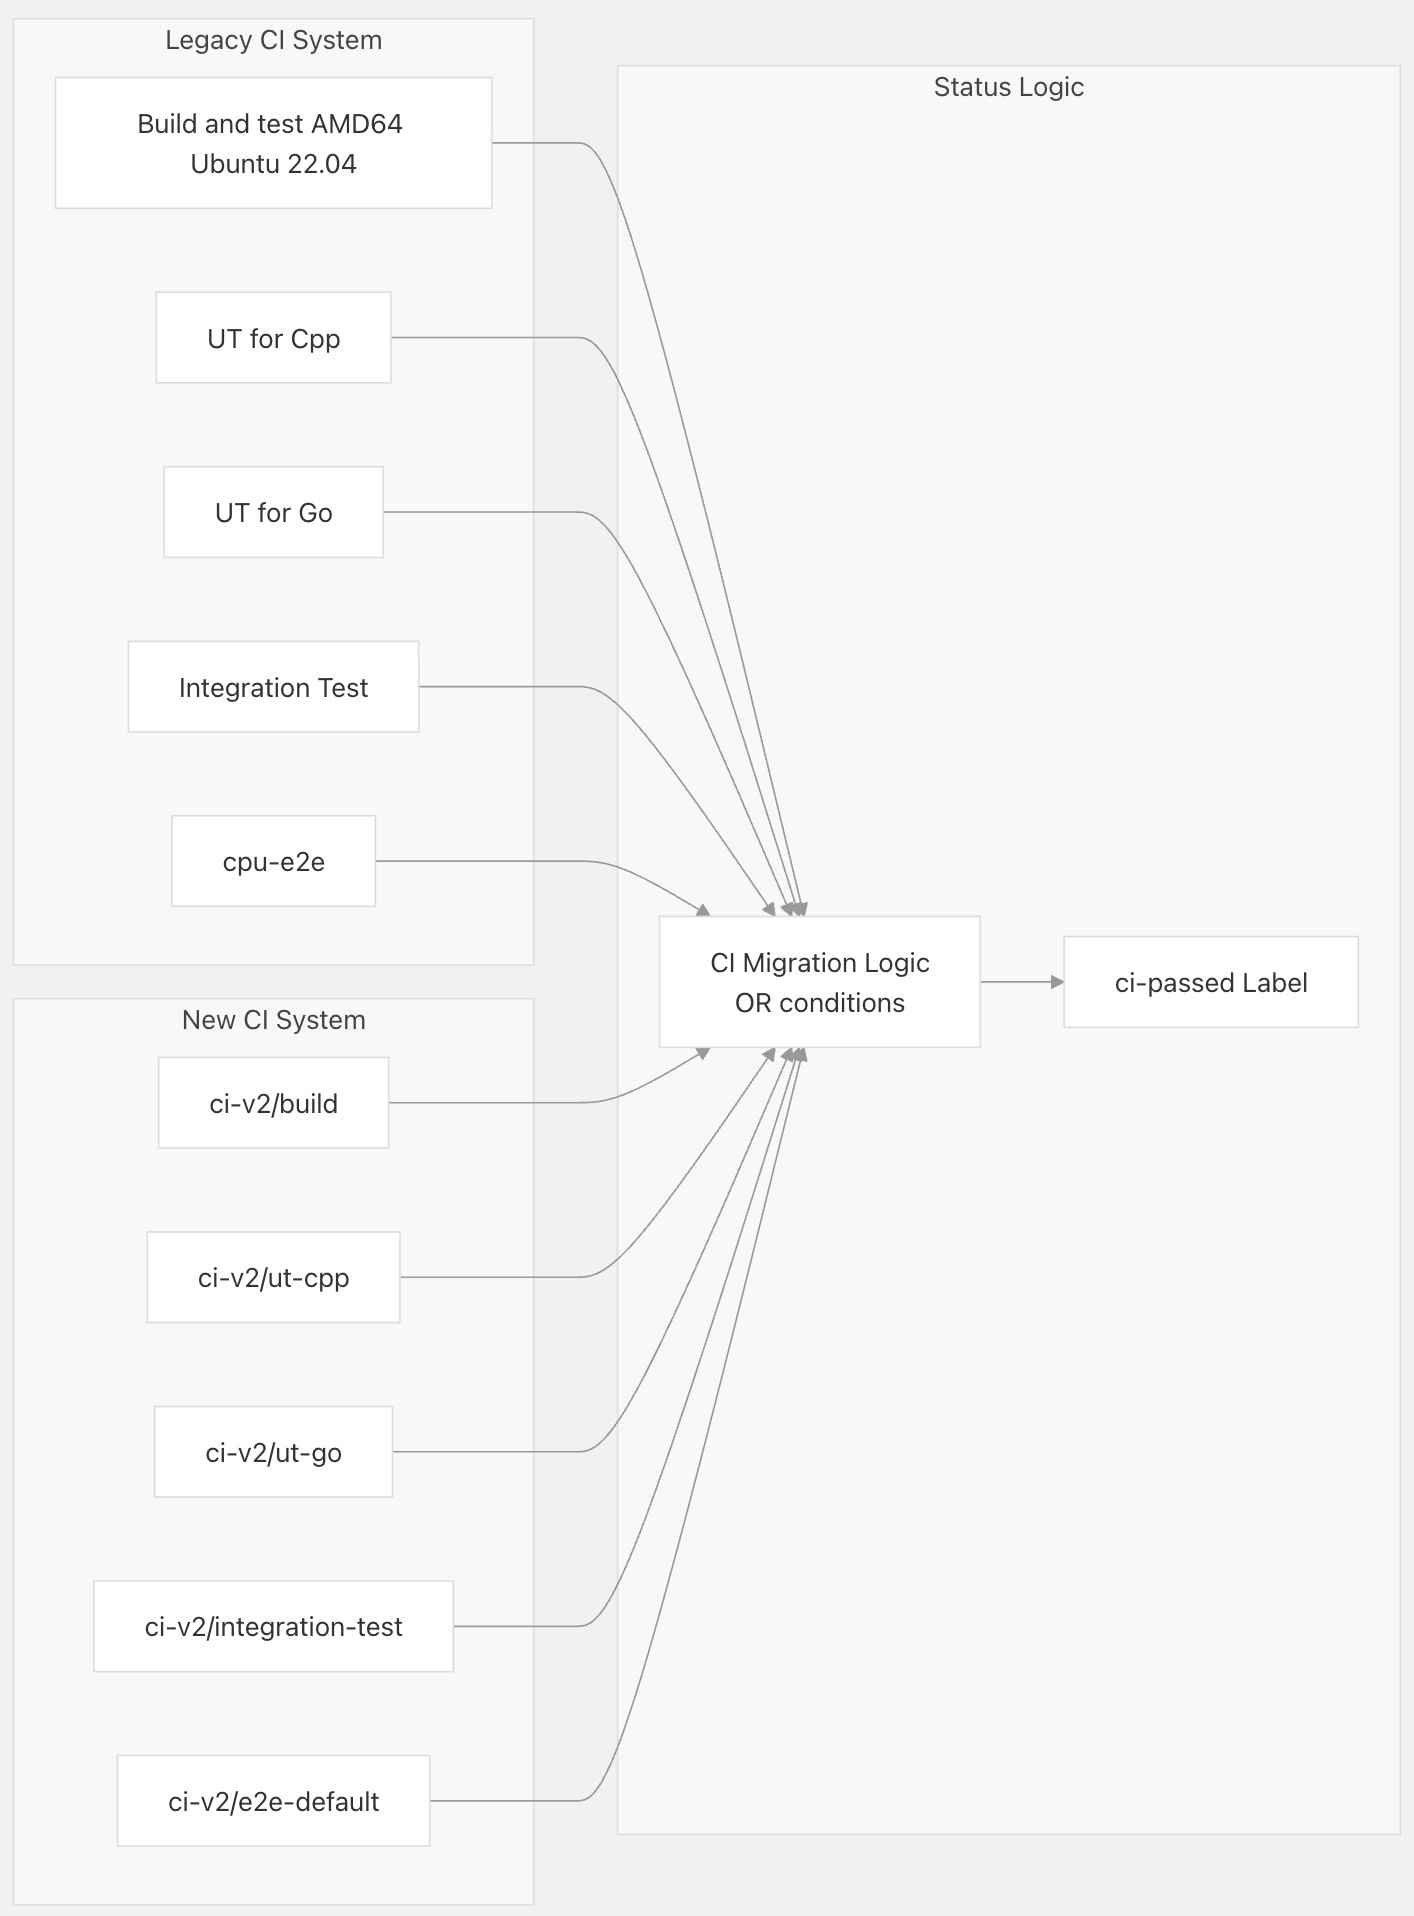 Legacy CI System
Build and test AMD64
Ubuntu 22.04
UT for Cpp
UT for Go
Integration Test
cpu-e2e
New CI System
ci-v2/build
ci-v2/ut-cpp
ci-v2/ut-go
ci-v2/integration-test
ci-v2/e2e-default
Status Logic
CI Migration Logic
OR conditions
ci-passed Label